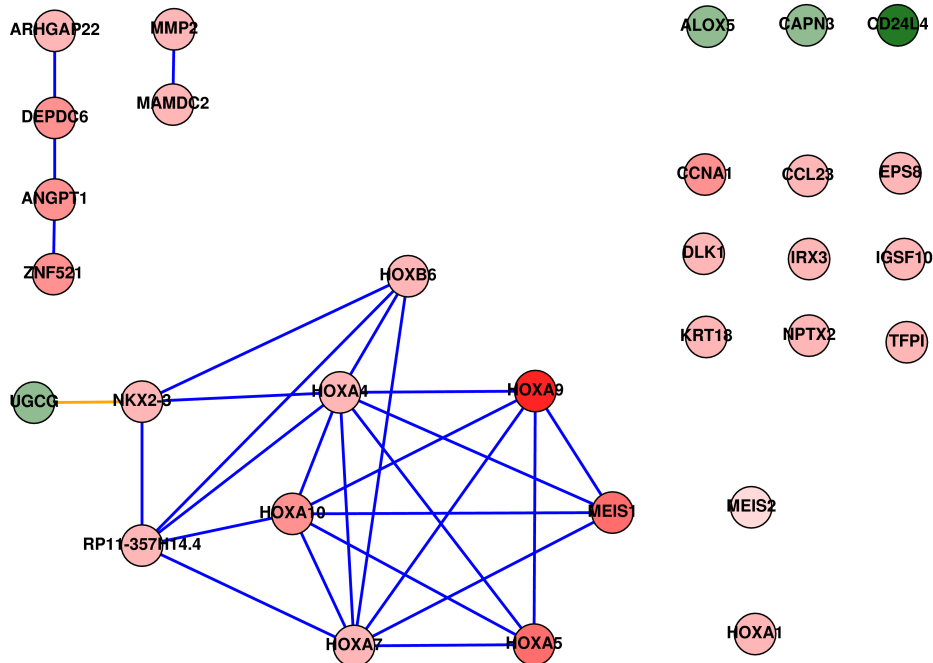 ARHGAP22
MMP2
ALOX5
CAPN3
CD24L4
MAMDC2
DEPDC6
CCNA1
CCL23
EPS8
ANGPT1
DLK1
IRX3
IGSF10
ZNF521
HOXB6
KRT18
NPTX2
TFPI
UGCG
NKX2-3
HOXA4
HOXA9
HOXA10
MEIS1
MEIS2
RP11-357H14.4
HOXA7
HOXA5
HOXA1